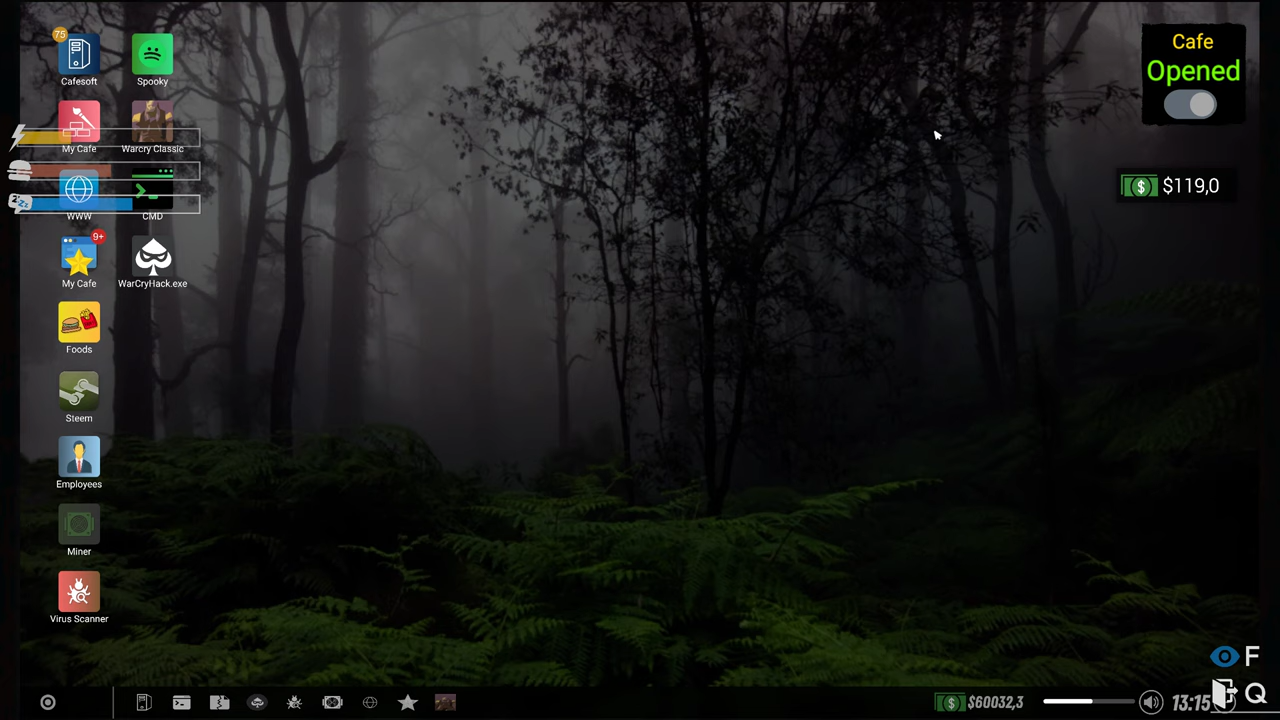 75
Cafesoft
Spooky
My Cafe
Warcry Classic
WWW
CMD
9+
My Cafe
WarCryHack.exe
Foods
Steem
Employees
Miner
Virus Scanner
Cafe
Opened
$119,0
F
$60032,3
13:15
Q